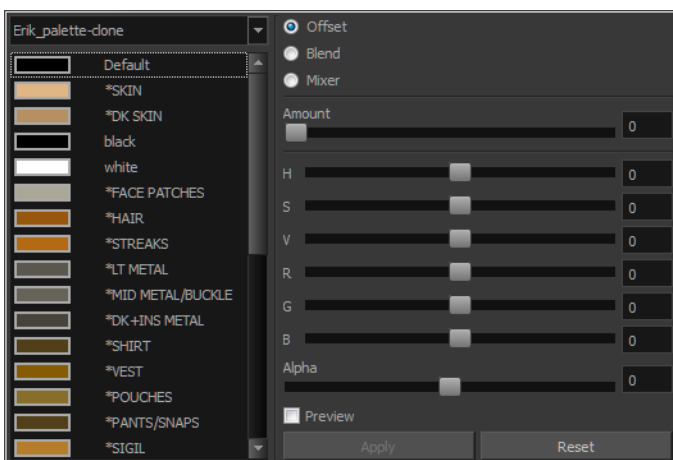 Erik_palette-clone
Default
*SKIN
*DK SKIN
black
white
*FACE PATCHES
*HAIR
*STREAKS
*LT METAL
*MID METAL/BUCKLE
*DK+INS METAL
*SHIRT
*VEST
*POUCHES
*PANTS/SNAPS
*SIGIL
Offset
Blend
Mixer
Amount
0
H 0
S 0
V 0
R 0
G 0
B 0
Alpha
0
Preview
Apply Reset